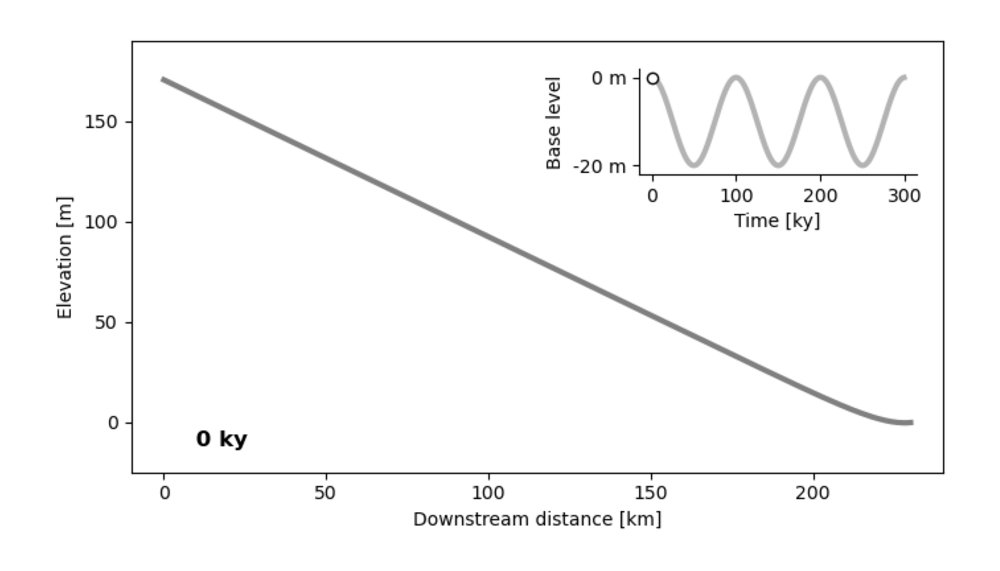 Elevation [m]
150
100
50
0
0 ky
0 50 100 150 200
Downstream distance [km]
Base level
0 m
-20 m
0 100 200 300
Time [ky]